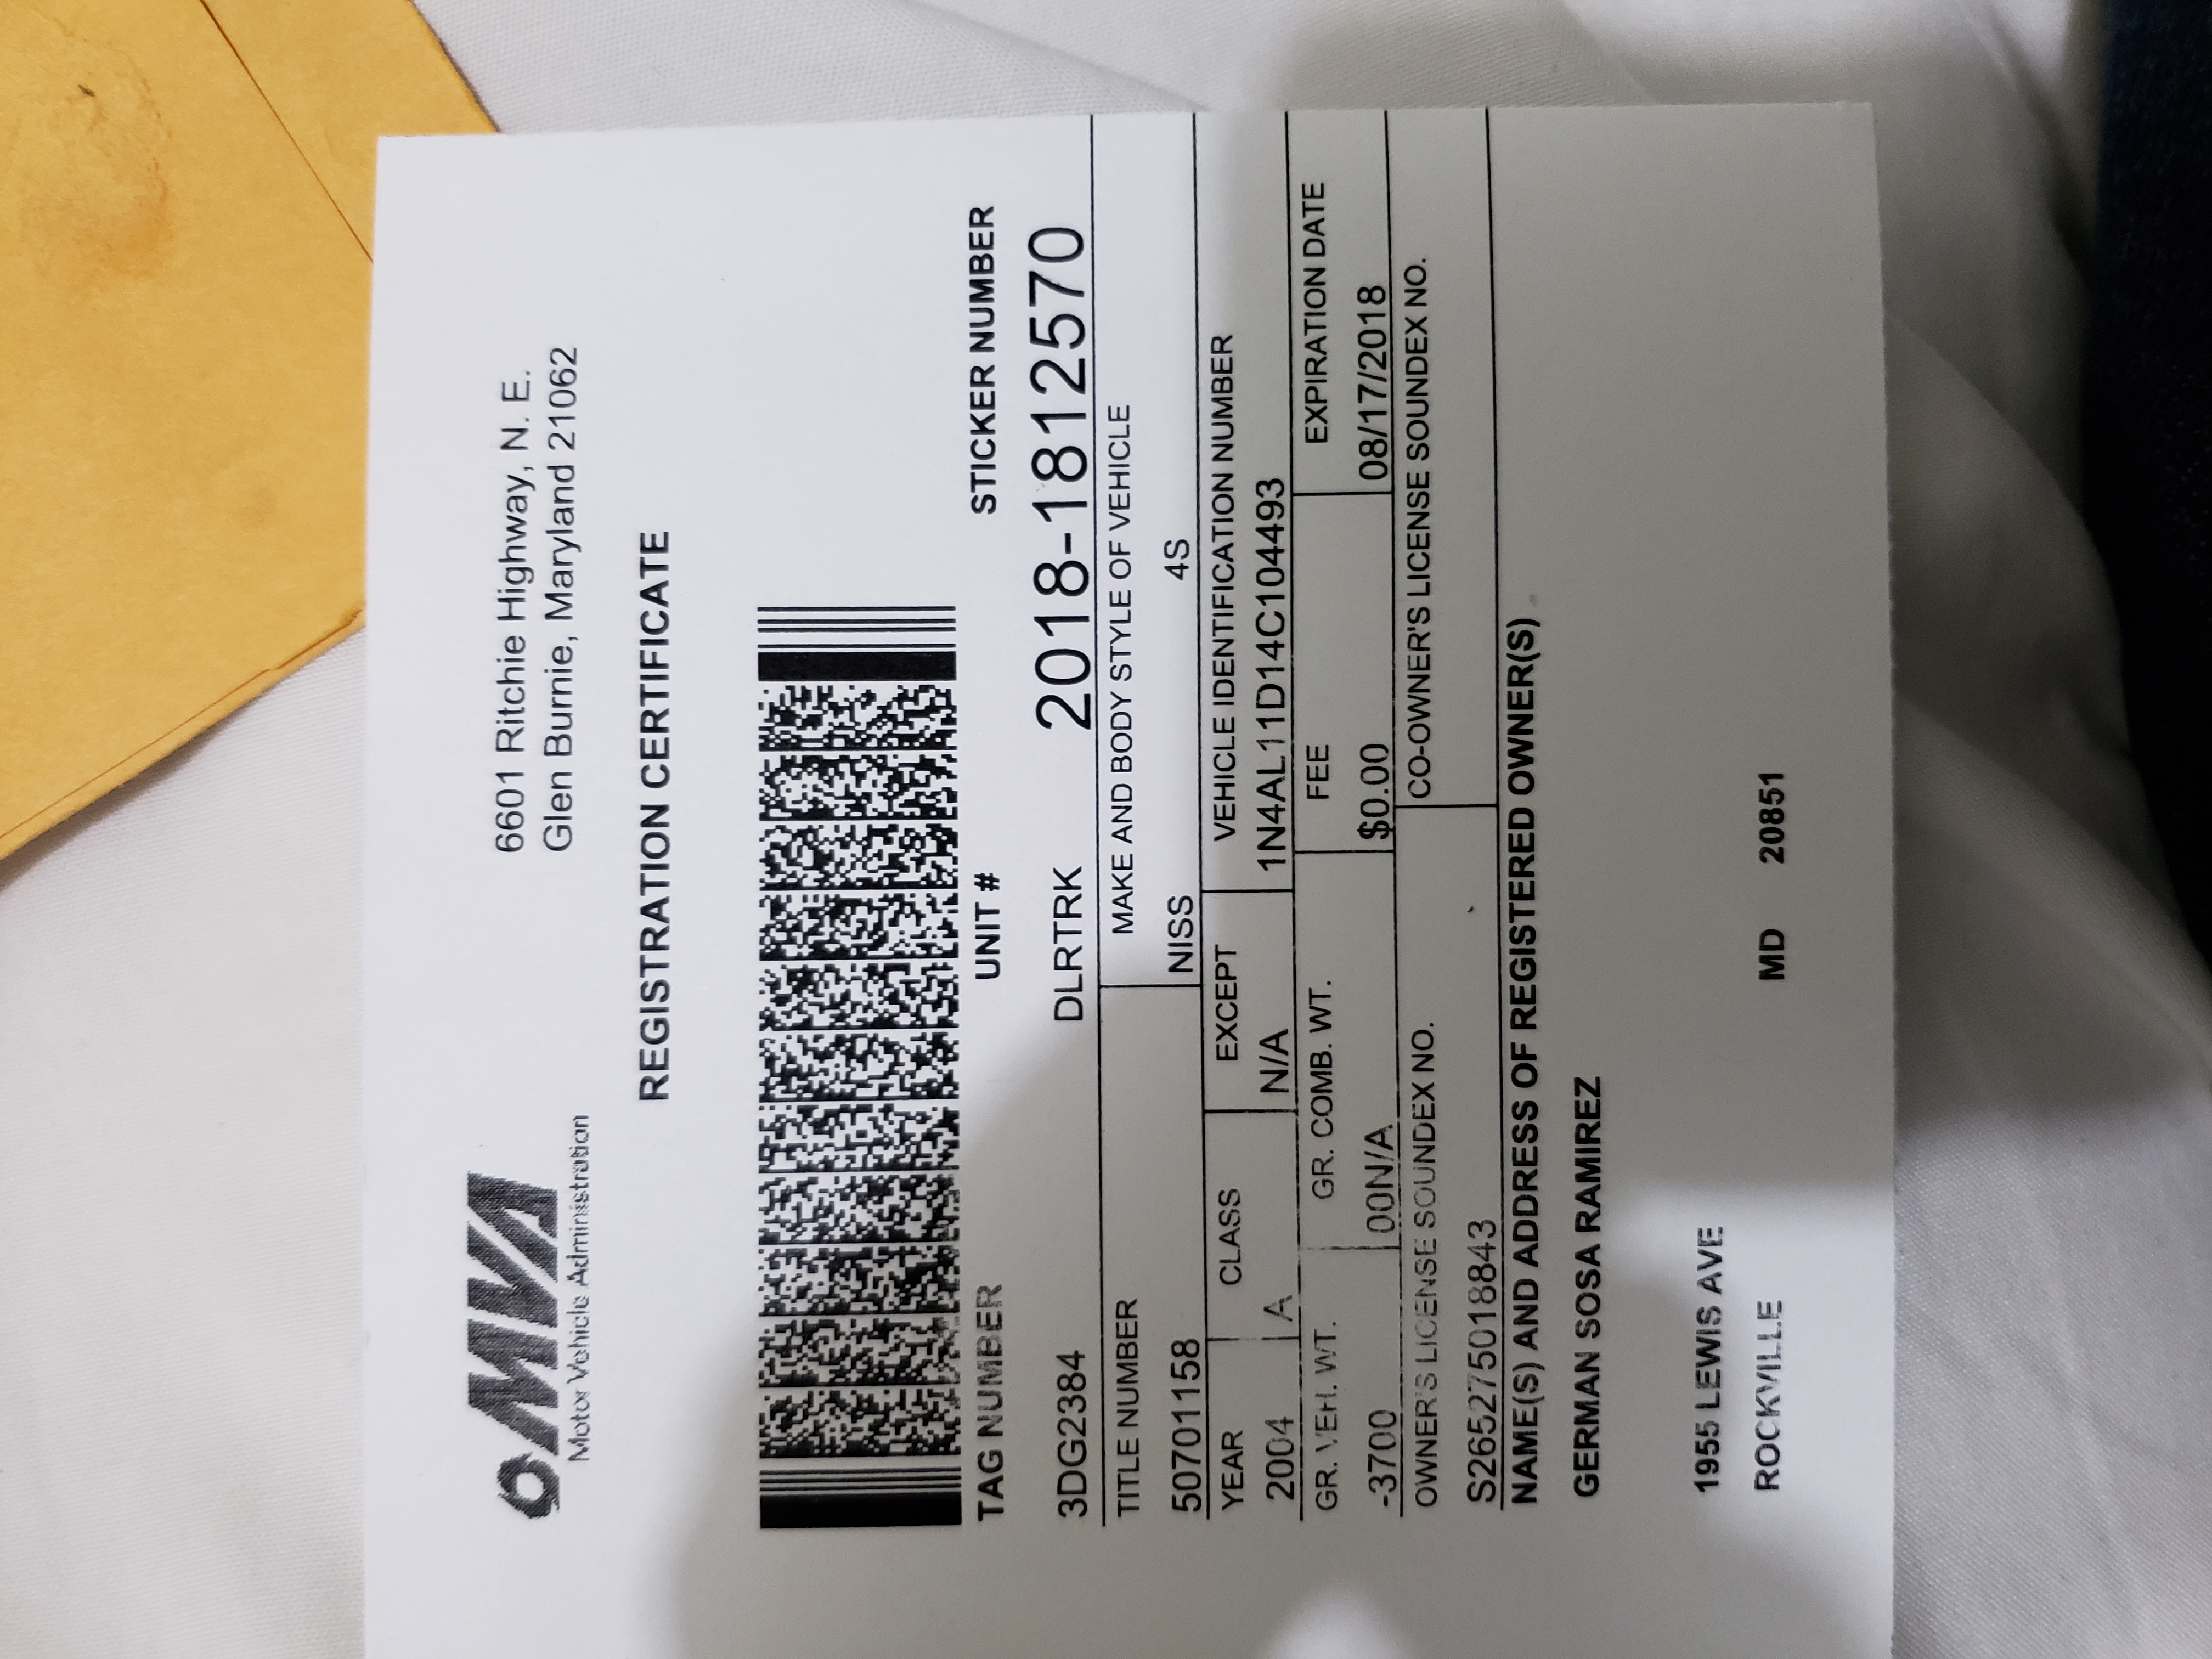 MVA
Motor Vehicle Administration
6601 Ritchie Highway, N. E.
Glen Burnie, Maryland 21062
REGISTRATION CERTIFICATE
TAG NUMBER UNIT # STICKER NUMBER
3DG2384 DLRTRK 2018-1812570
TITLE NUMBER MAKE AND BODY STYLE OF VEHICLE
50701158 NISS 4S
YEAR CLASS EXCEPT VEHICLE IDENTIFICATION NUMBER
2004 A N/A 1N4AL11D14C104493
GR. VEH. WT. GR. COMB. WT. FEE EXPIRATION DATE
-3700 00N/A $0.00 08/17/2018
OWNER'S LICENSE SOUNDEX NO. CO-OWNER'S LICENSE SOUNDEX NO.
S265275018843
NAME(S) AND ADDRESS OF REGISTERED OWNER(S)
GERMAN SOSA RAMIREZ
1955 LEWIS AVE
ROCKVILLE MD 20851